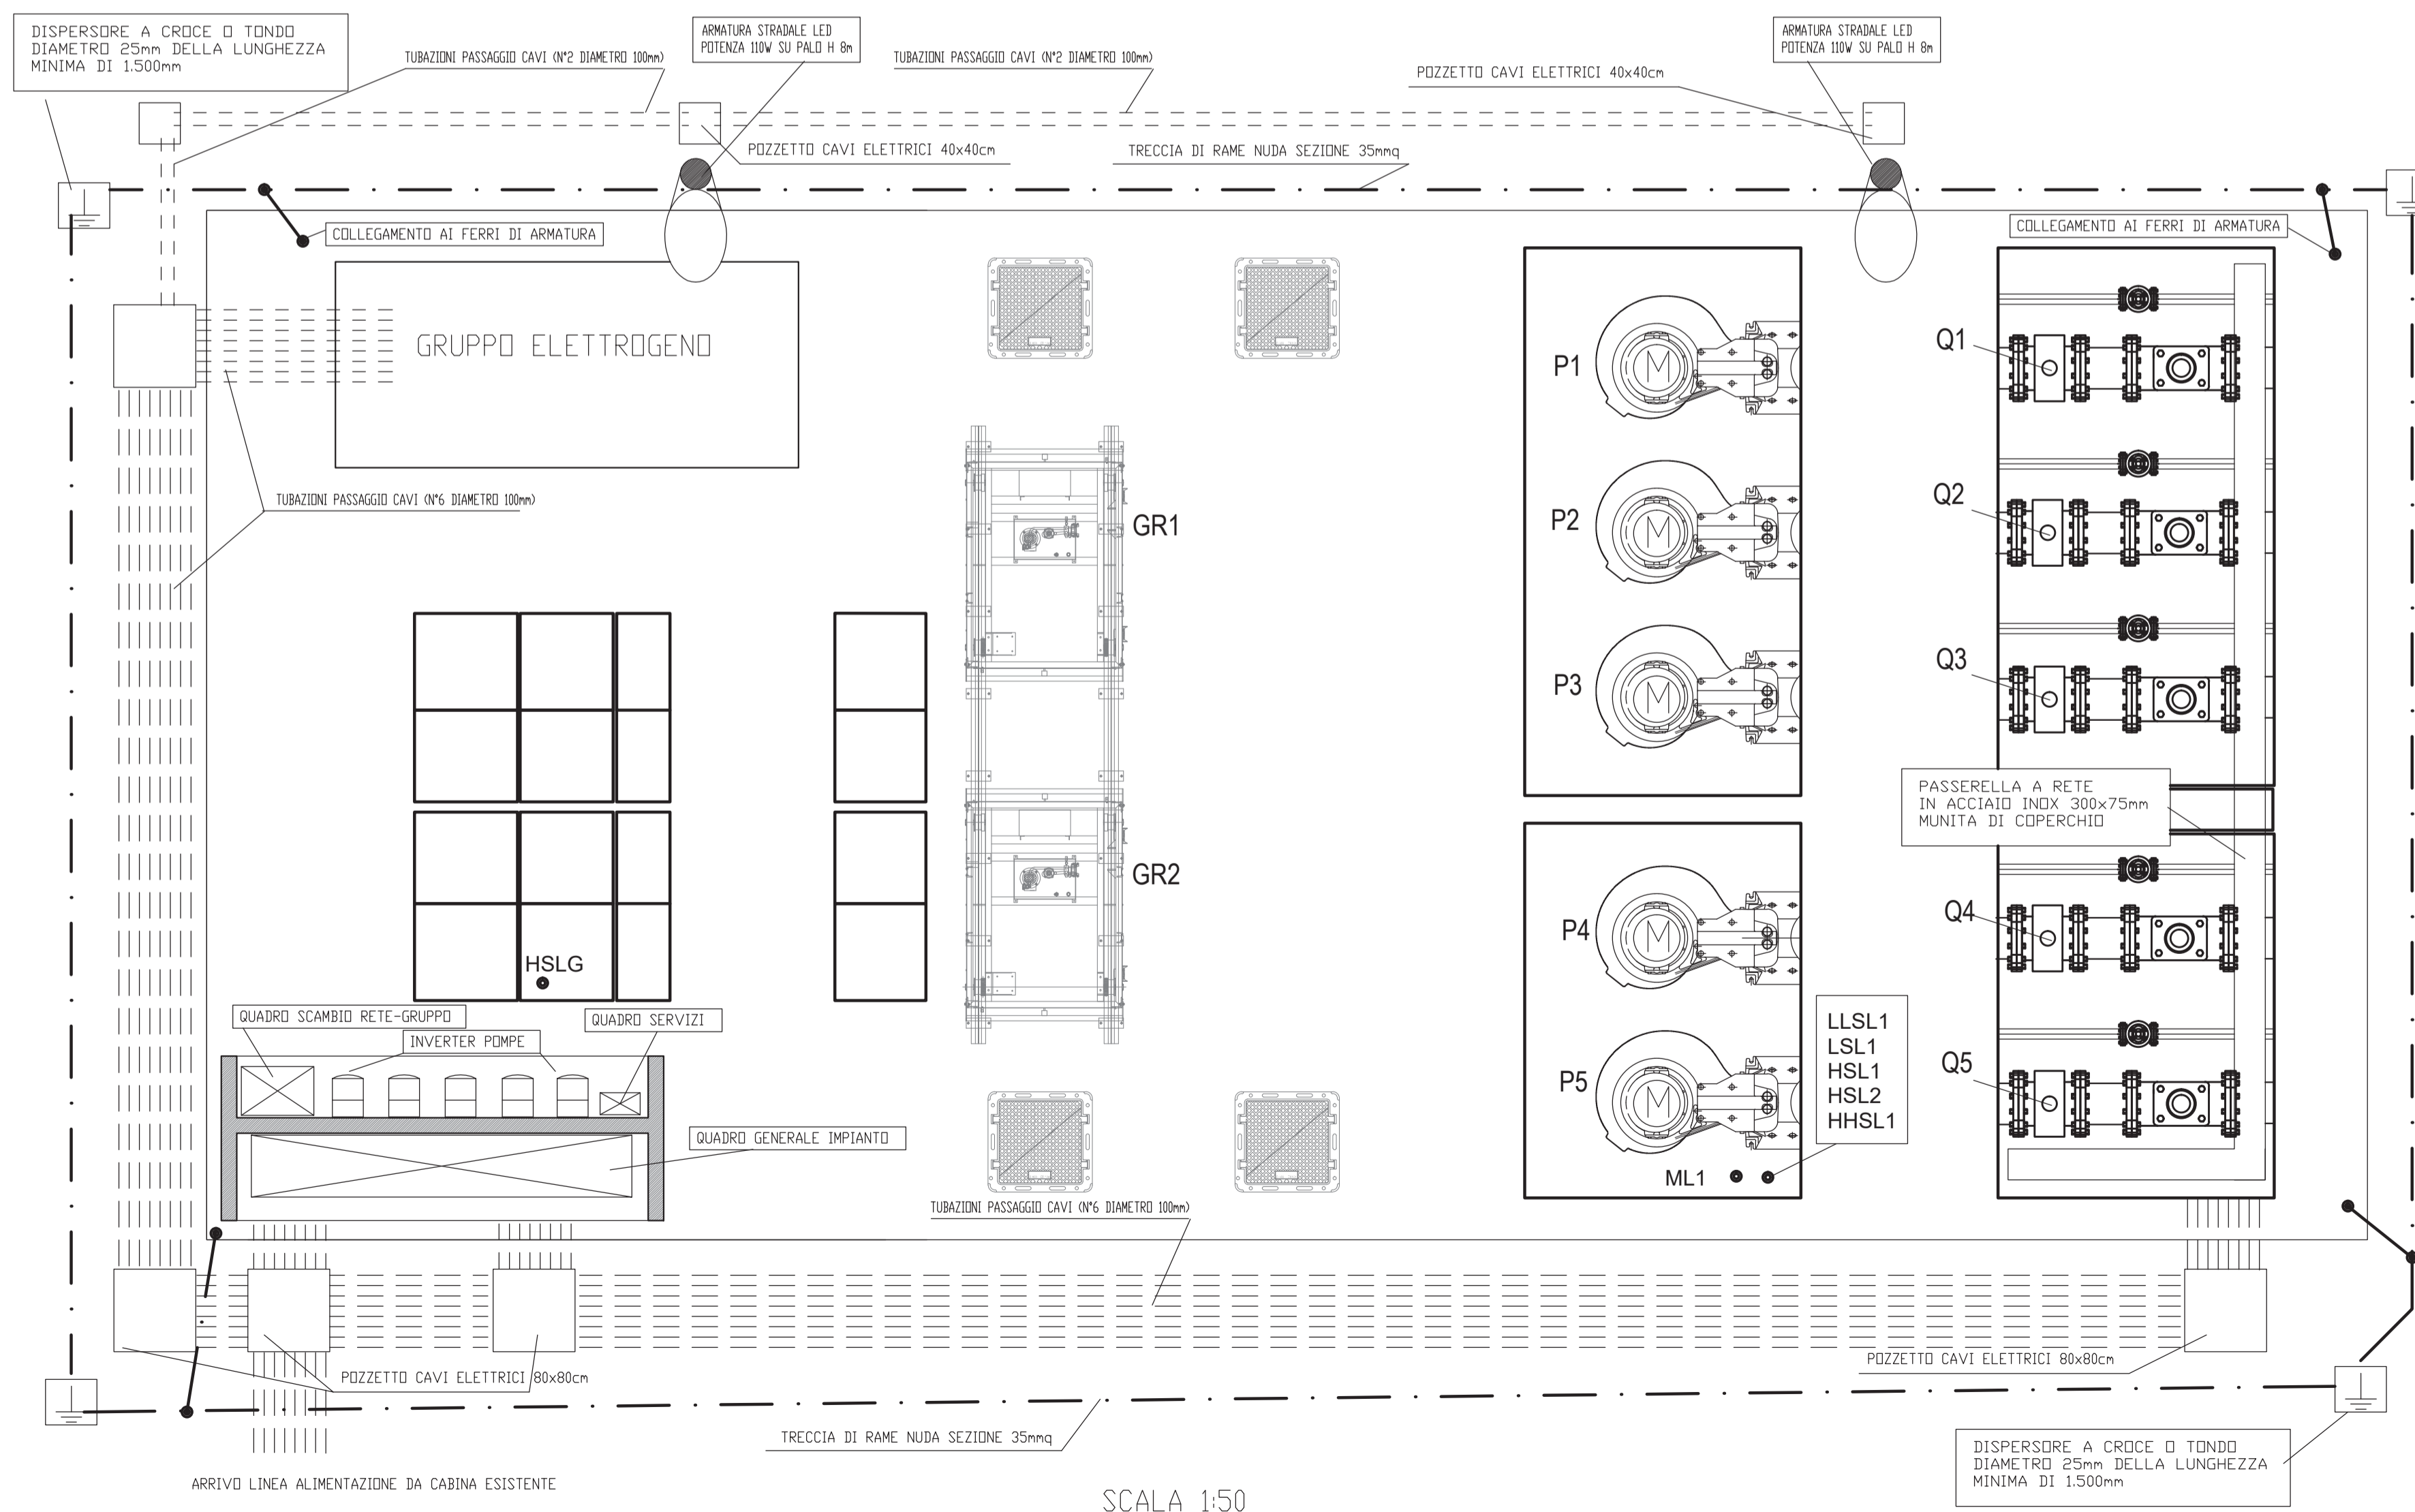 DISPERSORE A CROCE O TONDO
DIAMETRO 25mm DELLA LUNGHEZZA
MINIMA DI 1.500mm
TUBAZIONI PASSAGGIO CAVI (N°2 DIAMETRO 100mm)
ARMATURA STRADALE LED
POTENZA 110W SU PALO H 8m
TUBAZIONI PASSAGGIO CAVI (N°2 DIAMETRO 100mm)
POZZETTO CAVI ELETTRICI 40x40cm
ARMATURA STRADALE LED
POTENZA 110W SU PALO H 8m
POZZETTO CAVI ELETTRICI 40x40cm
TRECCIA DI RAME NUDA SEZIONE 35mmq
COLLEGAMENTO AI FERRI DI ARMATURA
COLLEGAMENTO AI FERRI DI ARMATURA
GRUPPO ELETTROGENO
P1
M
Q1
TUBAZIONI PASSAGGIO CAVI (N°6 DIAMETRO 100mm)
GR1
P2
M
Q2
P3
M
Q3
PASSERELLA A RETE
IN ACCIAIO INOX 300x75mm
MUNITA DI COPERCHIO
GR2
P4
M
Q4
HSLG
QUADRO SCAMBIO RETE-GRUPPO
INVERTER POMPE
QUADRO SERVIZI
LLSL1
LSL1
HSL1
HSL2
HHSL1
P5
M
Q5
QUADRO GENERALE IMPIANTO
ML1
TUBAZIONI PASSAGGIO CAVI (N°6 DIAMETRO 100mm)
POZZETTO CAVI ELETTRICI 80x80cm
POZZETTO CAVI ELETTRICI 80x80cm
TRECCIA DI RAME NUDA SEZIONE 35mmq
DISPERSORE A CROCE O TONDO
DIAMETRO 25mm DELLA LUNGHEZZA
MINIMA DI 1.500mm
ARRIVO LINEA ALIMENTAZIONE DA CABINA ESISTENTE
SCALA 1:50